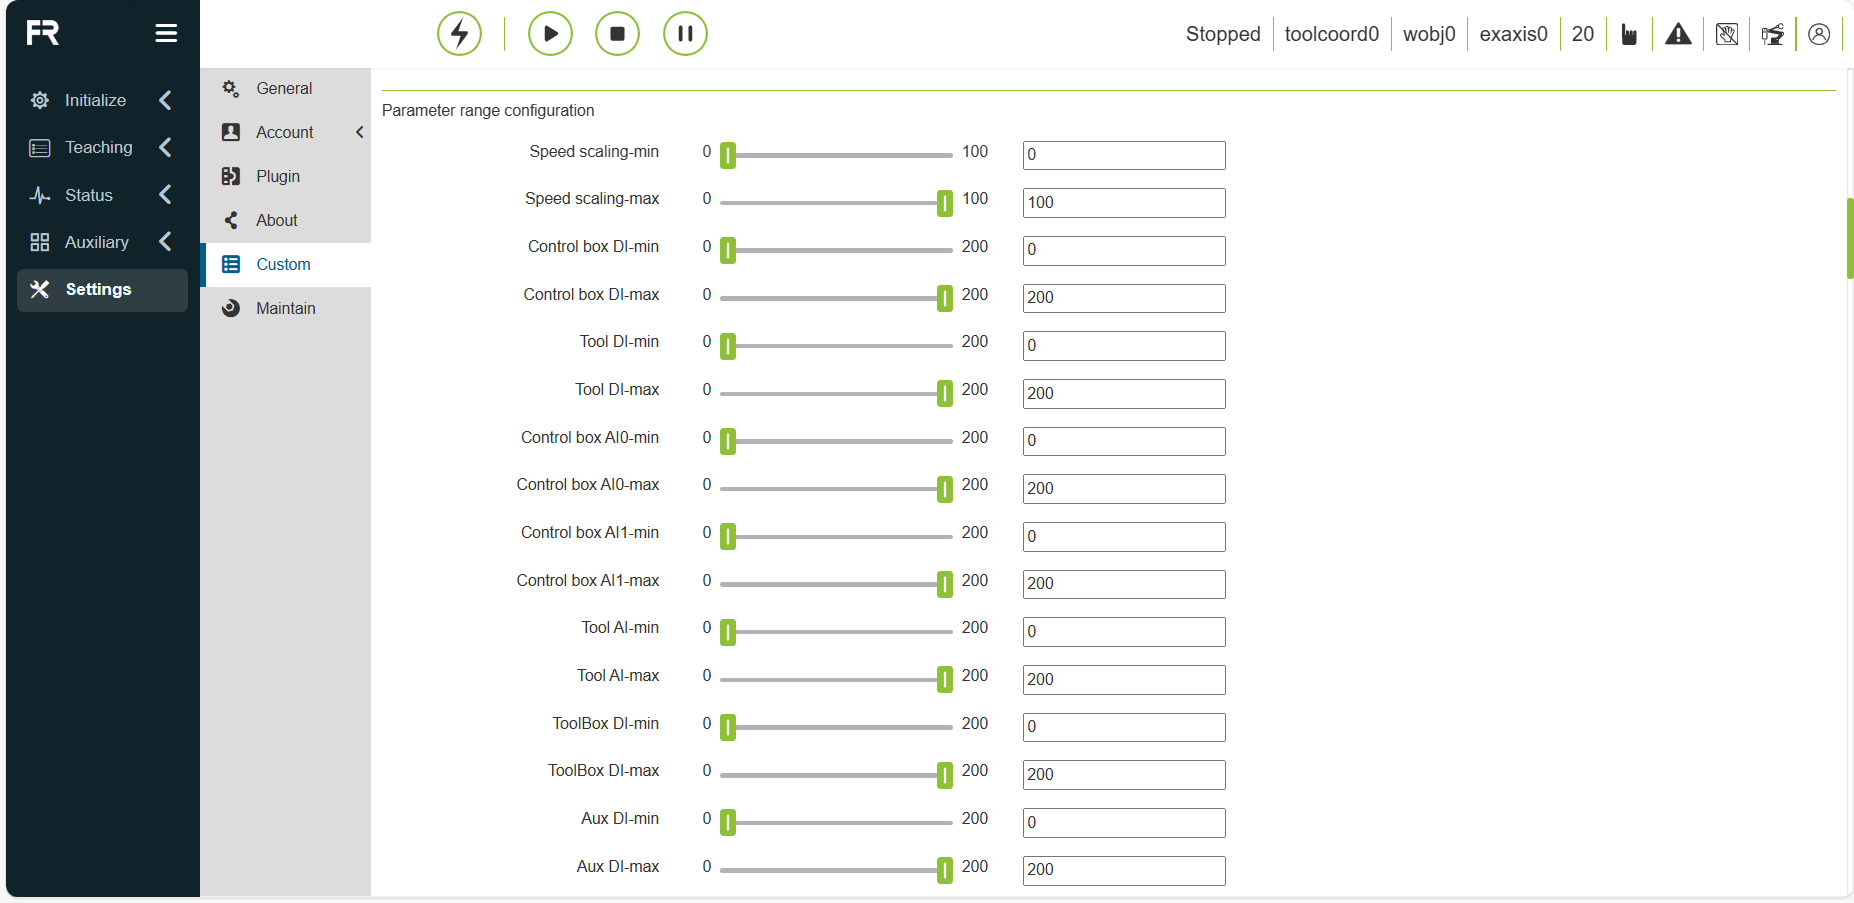 FR
Stopped toolcoord0 wobj0 exaxis0 20
Initialize
Teaching
Status
Auxiliary
Settings
General
Account
Plugin
About
Custom
Maintain
Parameter range configuration
Speed scaling-min 0 100 0
Speed scaling-max 0 100 100
Control box DI-min 0 200 0
Control box DI-max 0 200 200
Tool DI-min 0 200 0
Tool DI-max 0 200 200
Control box AI0-min 0 200 0
Control box AI0-max 0 200 200
Control box AI1-min 0 200 0
Control box AI1-max 0 200 200
Tool AI-min 0 200 0
Tool AI-max 0 200 200
ToolBox DI-min 0 200 0
ToolBox DI-max 0 200 200
Aux DI-min 0 200 0
Aux DI-max 0 200 200